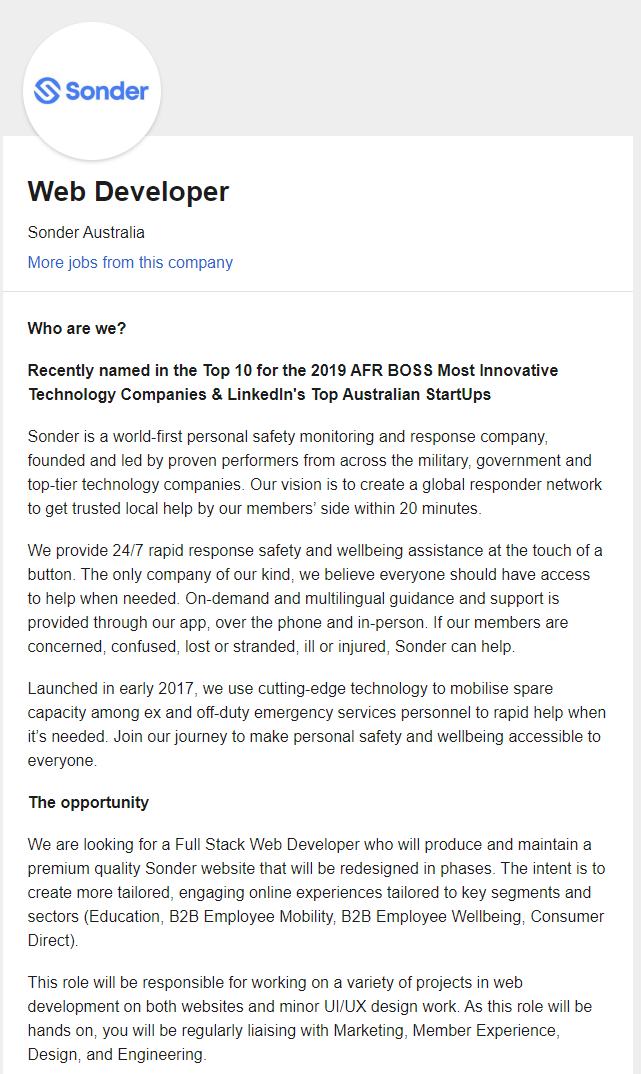 Sonder
Web Developer
Sonder Australia
More jobs from this company
Who are we?
Recently named in the Top 10 for the 2019 AFR BOSS Most Innovative
Technology Companies & LinkedIn's Top Australian StartUps
Sonder is a world-first personal safety monitoring and response company,
founded and led by proven performers from across the military, government and
top-tier technology companies. Our vision is to create a global responder network
to get trusted local help by our members’ side within 20 minutes.
We provide 24/7 rapid response safety and wellbeing assistance at the touch of a
button. The only company of our kind, we believe everyone should have access
to help when needed. On-demand and multilingual guidance and support is
provided through our app, over the phone and in-person. If our members are
concerned, confused, lost or stranded, ill or injured, Sonder can help.
Launched in early 2017, we use cutting-edge technology to mobilise spare
capacity among ex and off-duty emergency services personnel to rapid help when
it’s needed. Join our journey to make personal safety and wellbeing accessible to
everyone.
The opportunity
We are looking for a Full Stack Web Developer who will produce and maintain a
premium quality Sonder website that will be redesigned in phases. The intent is to
create more tailored, engaging online experiences tailored to key segments and
sectors (Education, B2B Employee Mobility, B2B Employee Wellbeing, Consumer
Direct).
This role will be responsible for working on a variety of projects in web
development on both websites and minor UI/UX design work. As this role will be
hands on, you will be regularly liaising with Marketing, Member Experience,
Design, and Engineering.